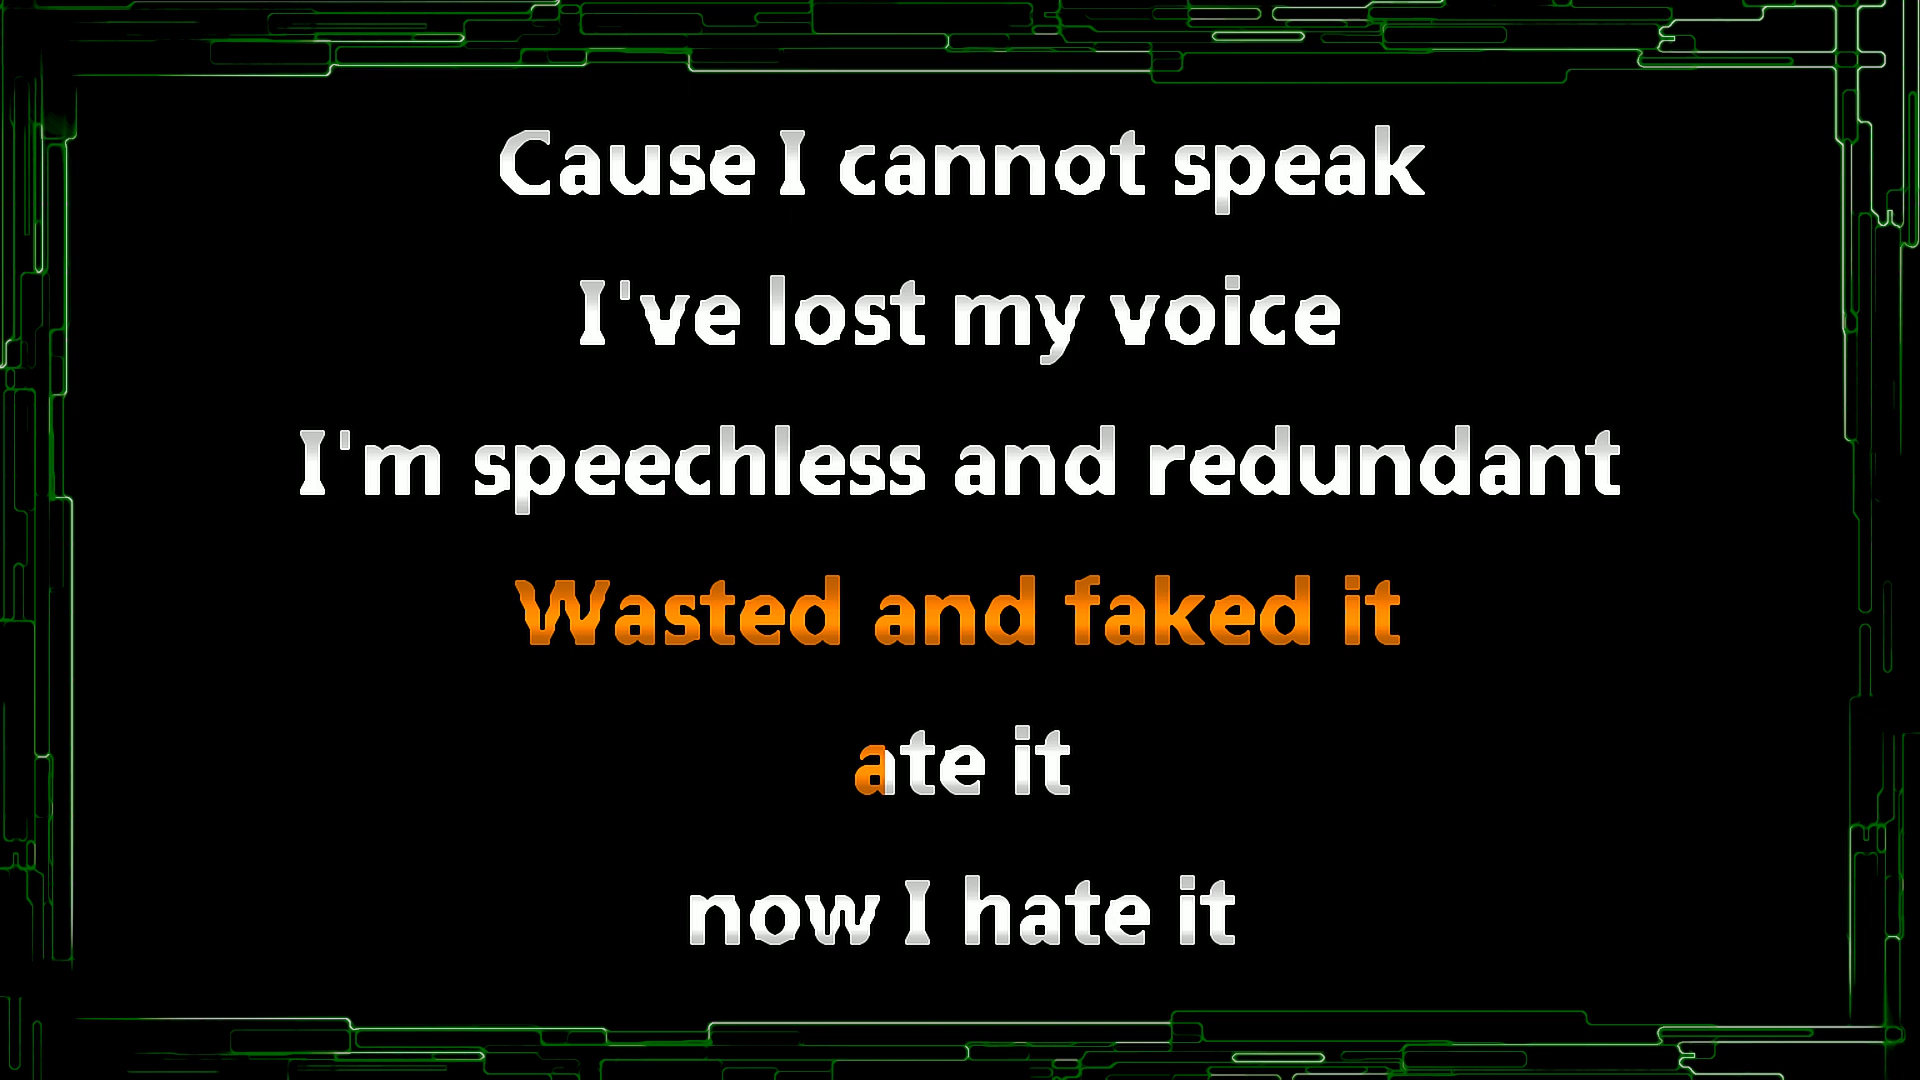 Cause I cannot speak
I've lost my voice
I'm speechless and redundant
Wasted and faked it
ate it
now I hate it